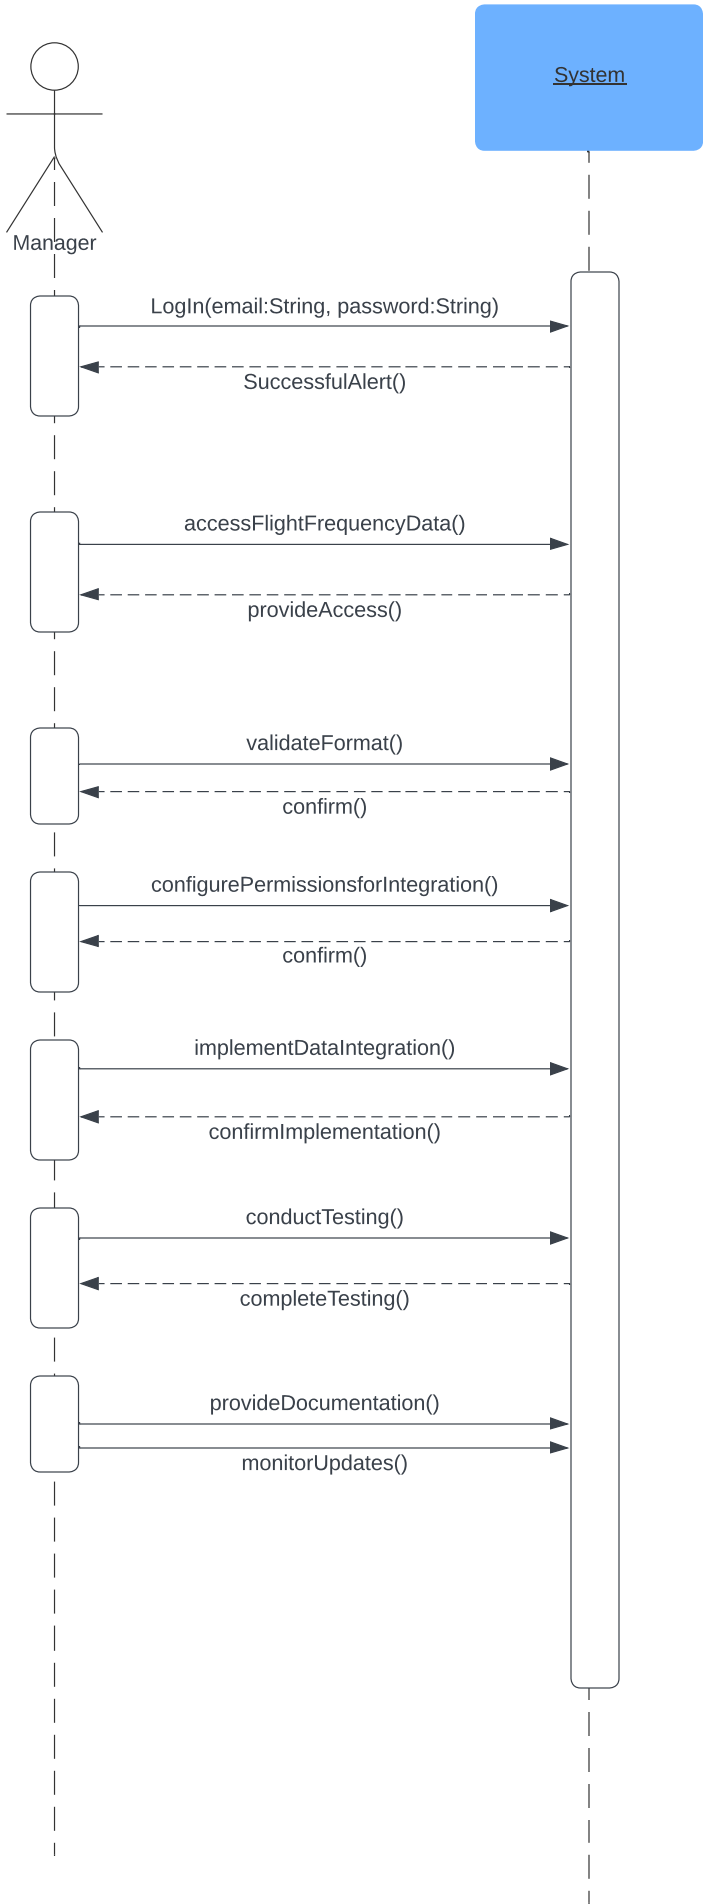 System
Manager
LogIn(email:String, password:String)
SuccessfulAlert()
accessFlightFrequencyData()
provideAccess()
validateFormat()
confirm()
configurePermissionsforIntegration()
confirm()
implementDataIntegration()
confirmImplementation()
conductTesting()
completeTesting()
provideDocumentation()
monitorUpdates()